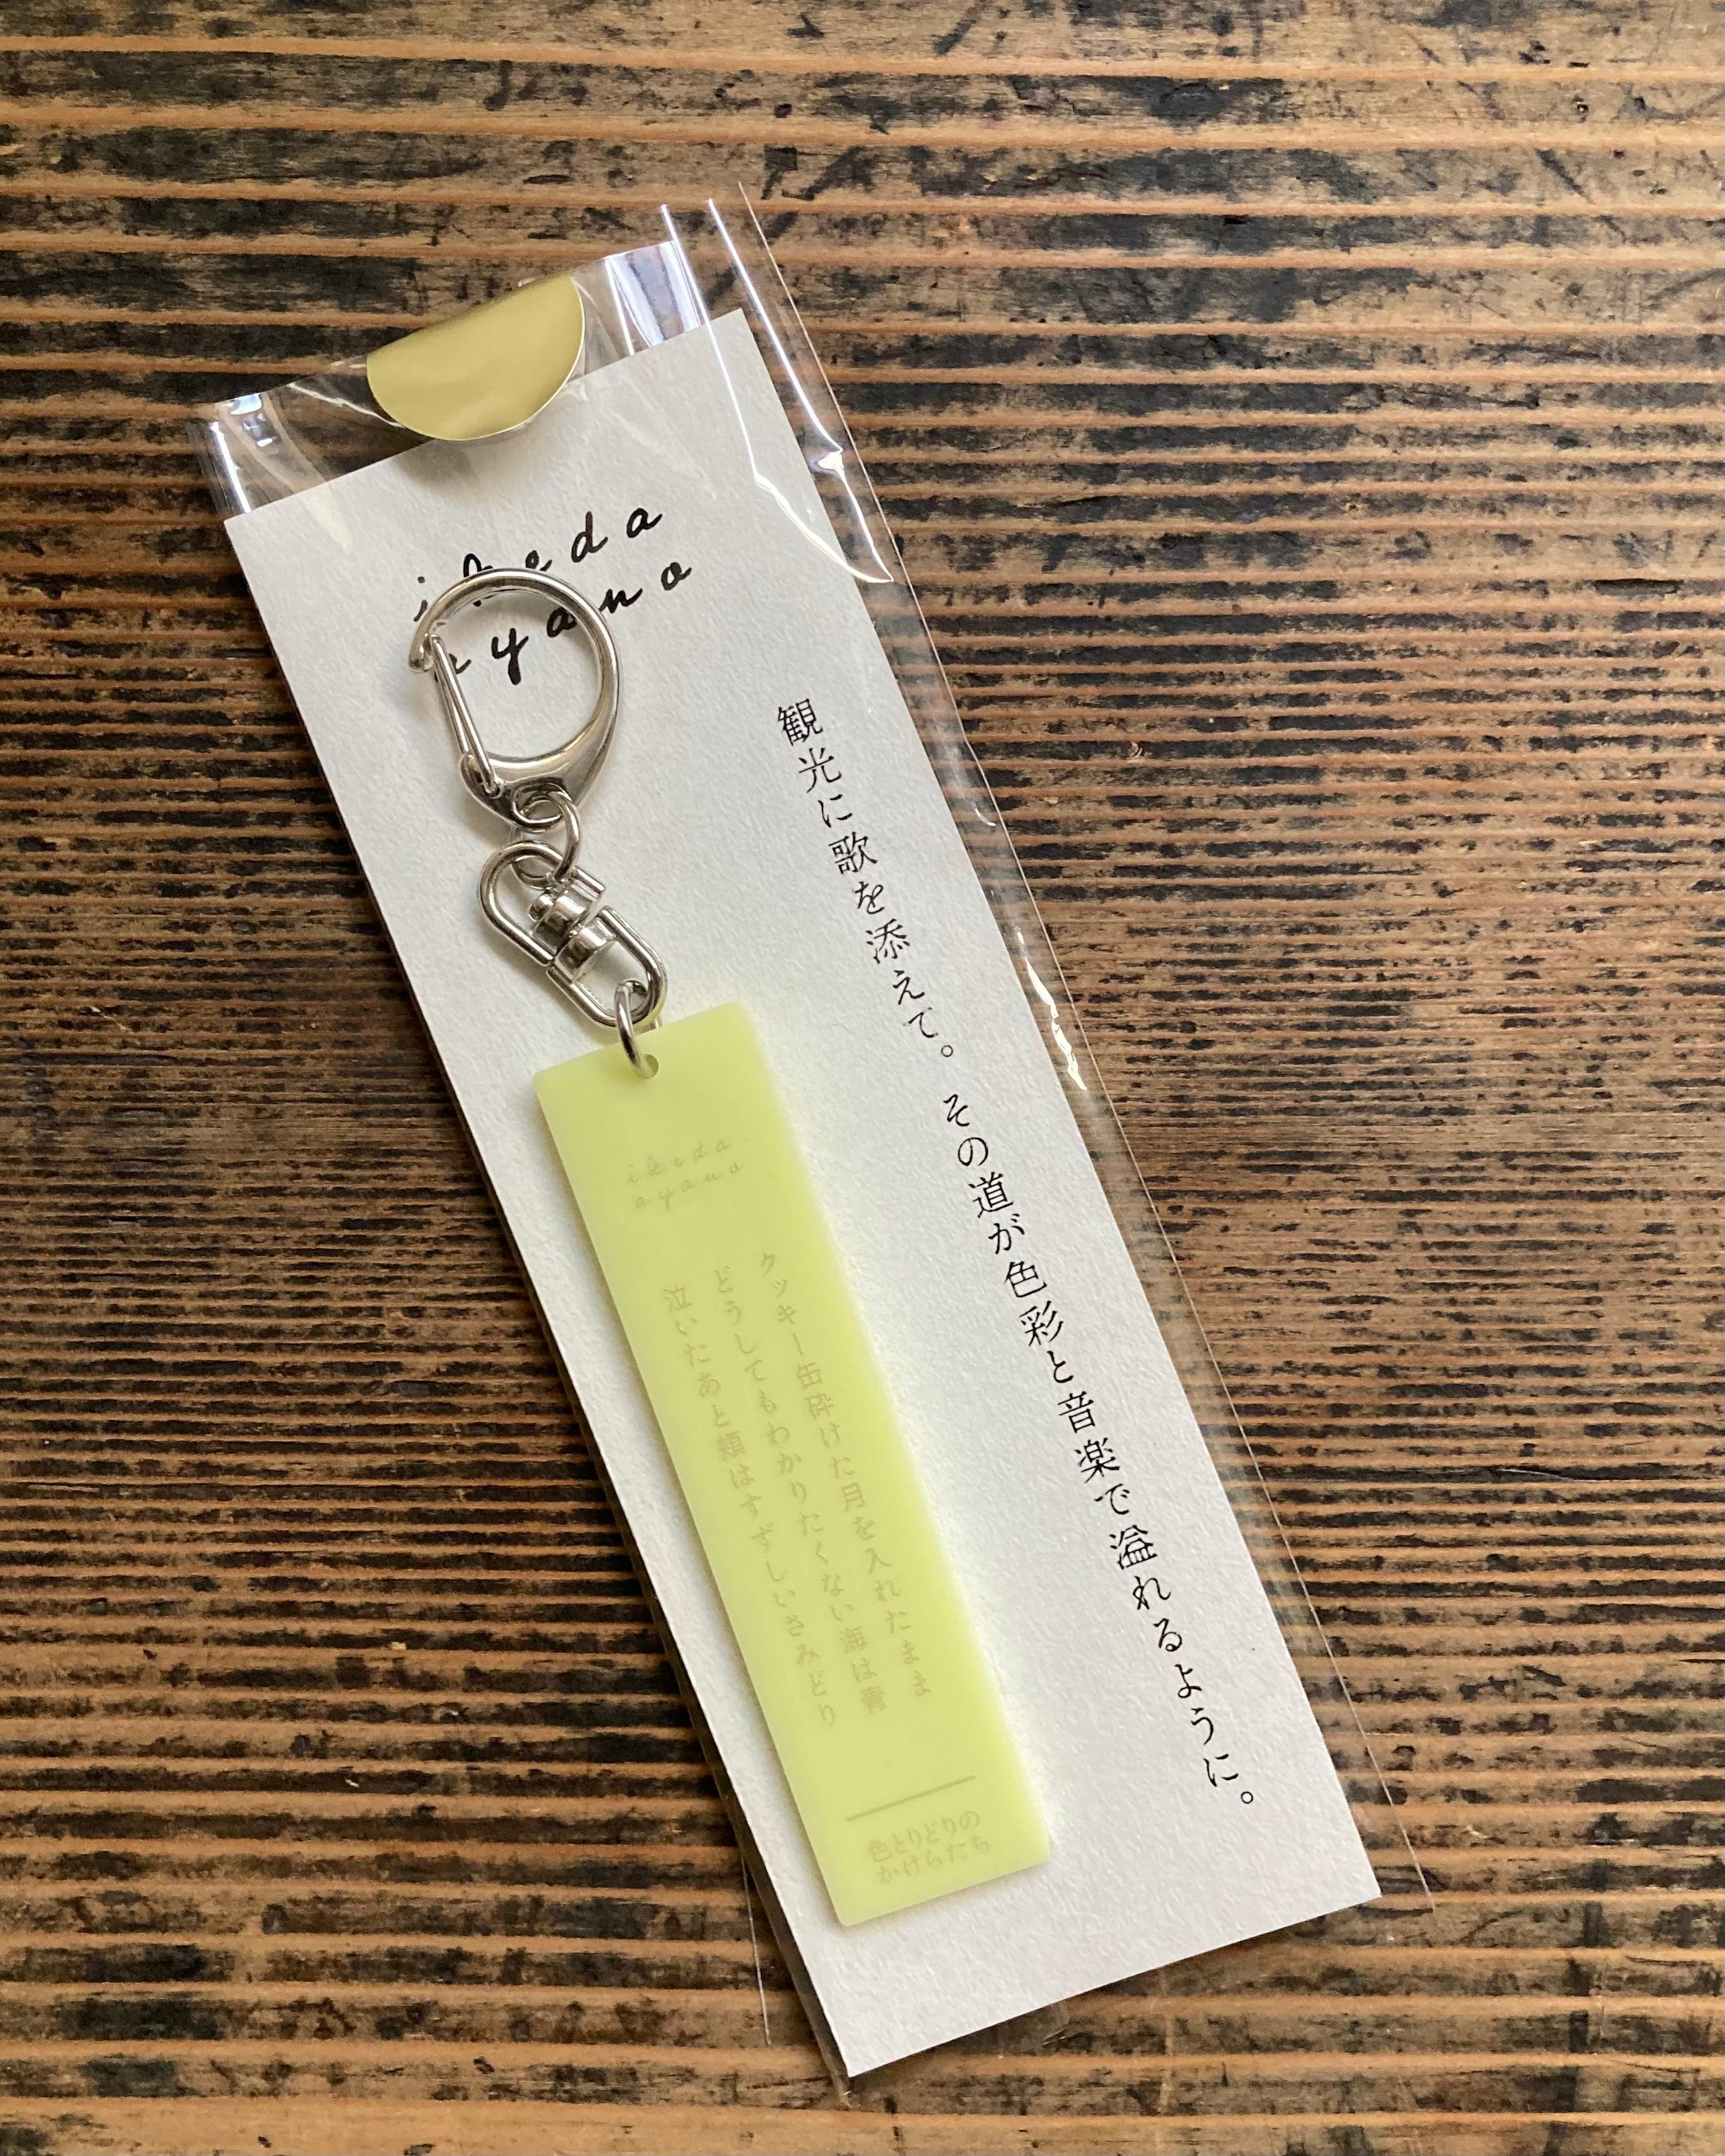 ikeda
ayano
観光に歌を添えて。その道が色彩と音楽で溢れるように。
ikeda
ayano
クッキー缶砕けた月を入れたまま
どうしてもわかりたくない海は青
泣いたあと頬はすずしいさみどり
色とりどりの
かけらたち